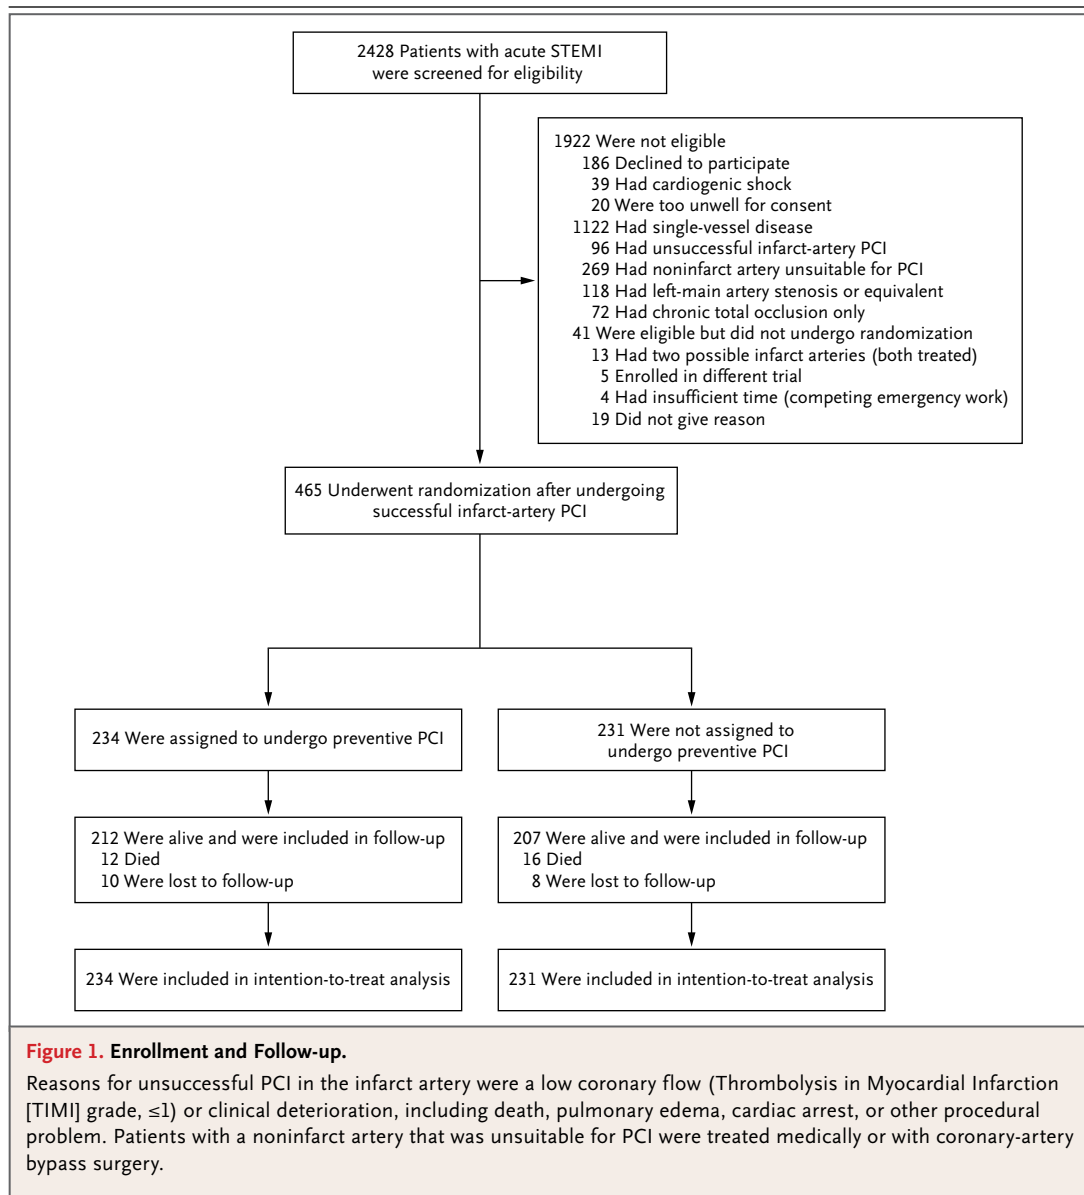 2428 Patients with acute STEMI
were screened for eligibility
1922 Were not eligible
186 Declined to participate
39 Had cardiogenic shock
20 Were too unwell for consent
1122 Had single-vessel disease
96 Had unsuccessful infarct-artery PCI
269 Had noninfarct artery unsuitable for PCI
118 Had left-main artery stenosis or equivalent
72 Had chronic total occlusion only
41 Were eligible but did not undergo randomization
13 Had two possible infarct arteries (both treated)
5 Enrolled in different trial
4 Had insufficient time (competing emergency work)
19 Did not give reason
465 Underwent randomization after undergoing
successful infarct-artery PCI
234 Were assigned to undergo preventive PCI
231 Were not assigned to
undergo preventive PCI
212 Were alive and were included in follow-up
12 Died
10 Were lost to follow-up
207 Were alive and were included in follow-up
16 Died
8 Were lost to follow-up
234 Were included in intention-to-treat analysis
231 Were included in intention-to-treat analysis
Figure 1. Enrollment and Follow-up.
Reasons for unsuccessful PCI in the infarct artery were a low coronary flow (Thrombolysis in Myocardial Infarction
[TIMI] grade, ≤1) or clinical deterioration, including death, pulmonary edema, cardiac arrest, or other procedural
problem. Patients with a noninfarct artery that was unsuitable for PCI were treated medically or with coronary-artery
bypass surgery.